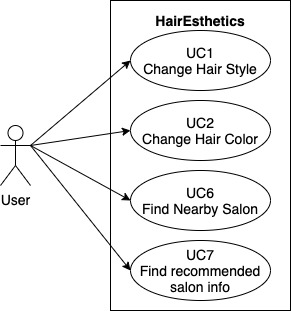 HairEsthetics
UC1
Change Hair Style
UC2
Change Hair Color
UC6
Find Nearby Salon
User
UC7
Find recommended
salon info